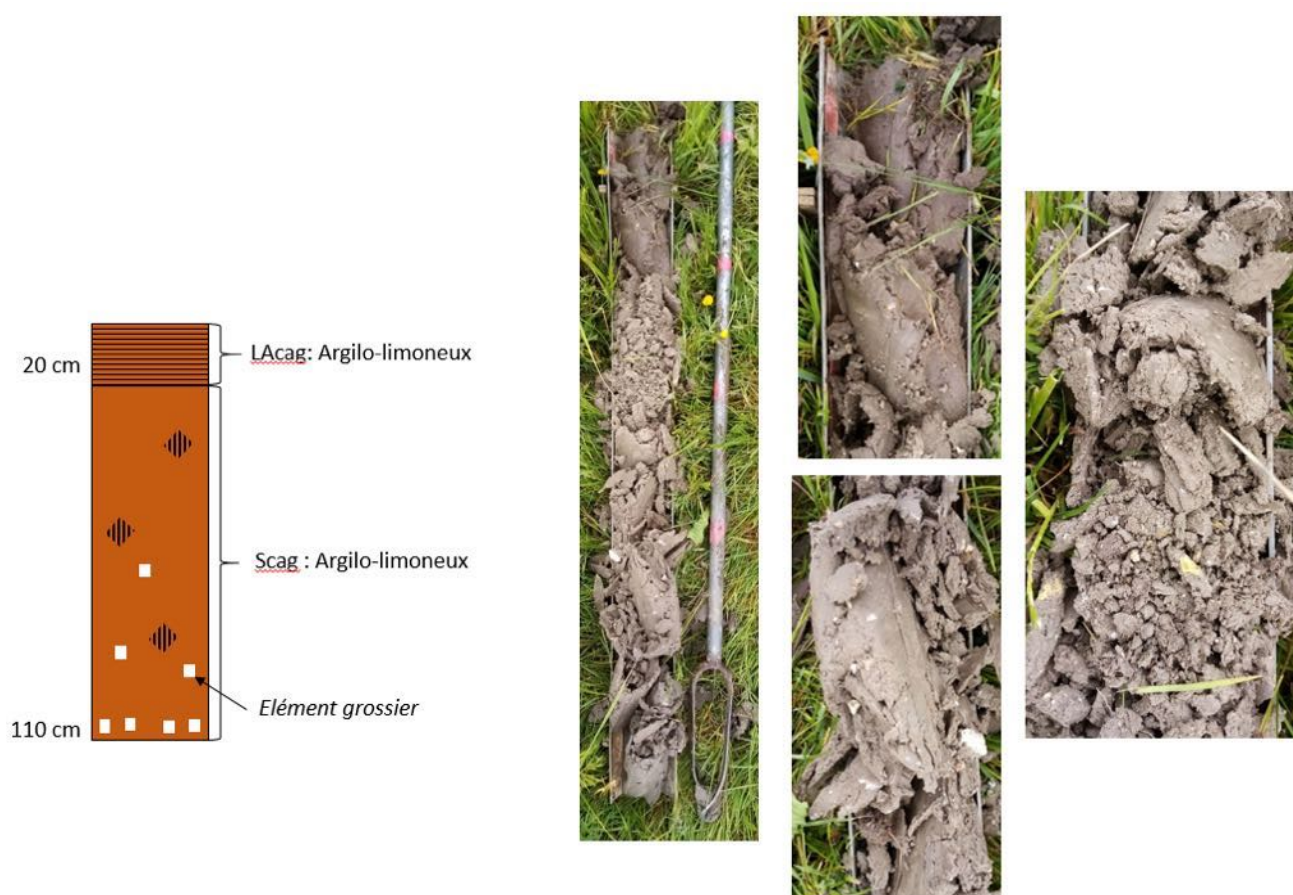 20 cm
LAcag: Argilo-limoneux
Scag : Argilo-limoneux
Elément grossier
110 cm